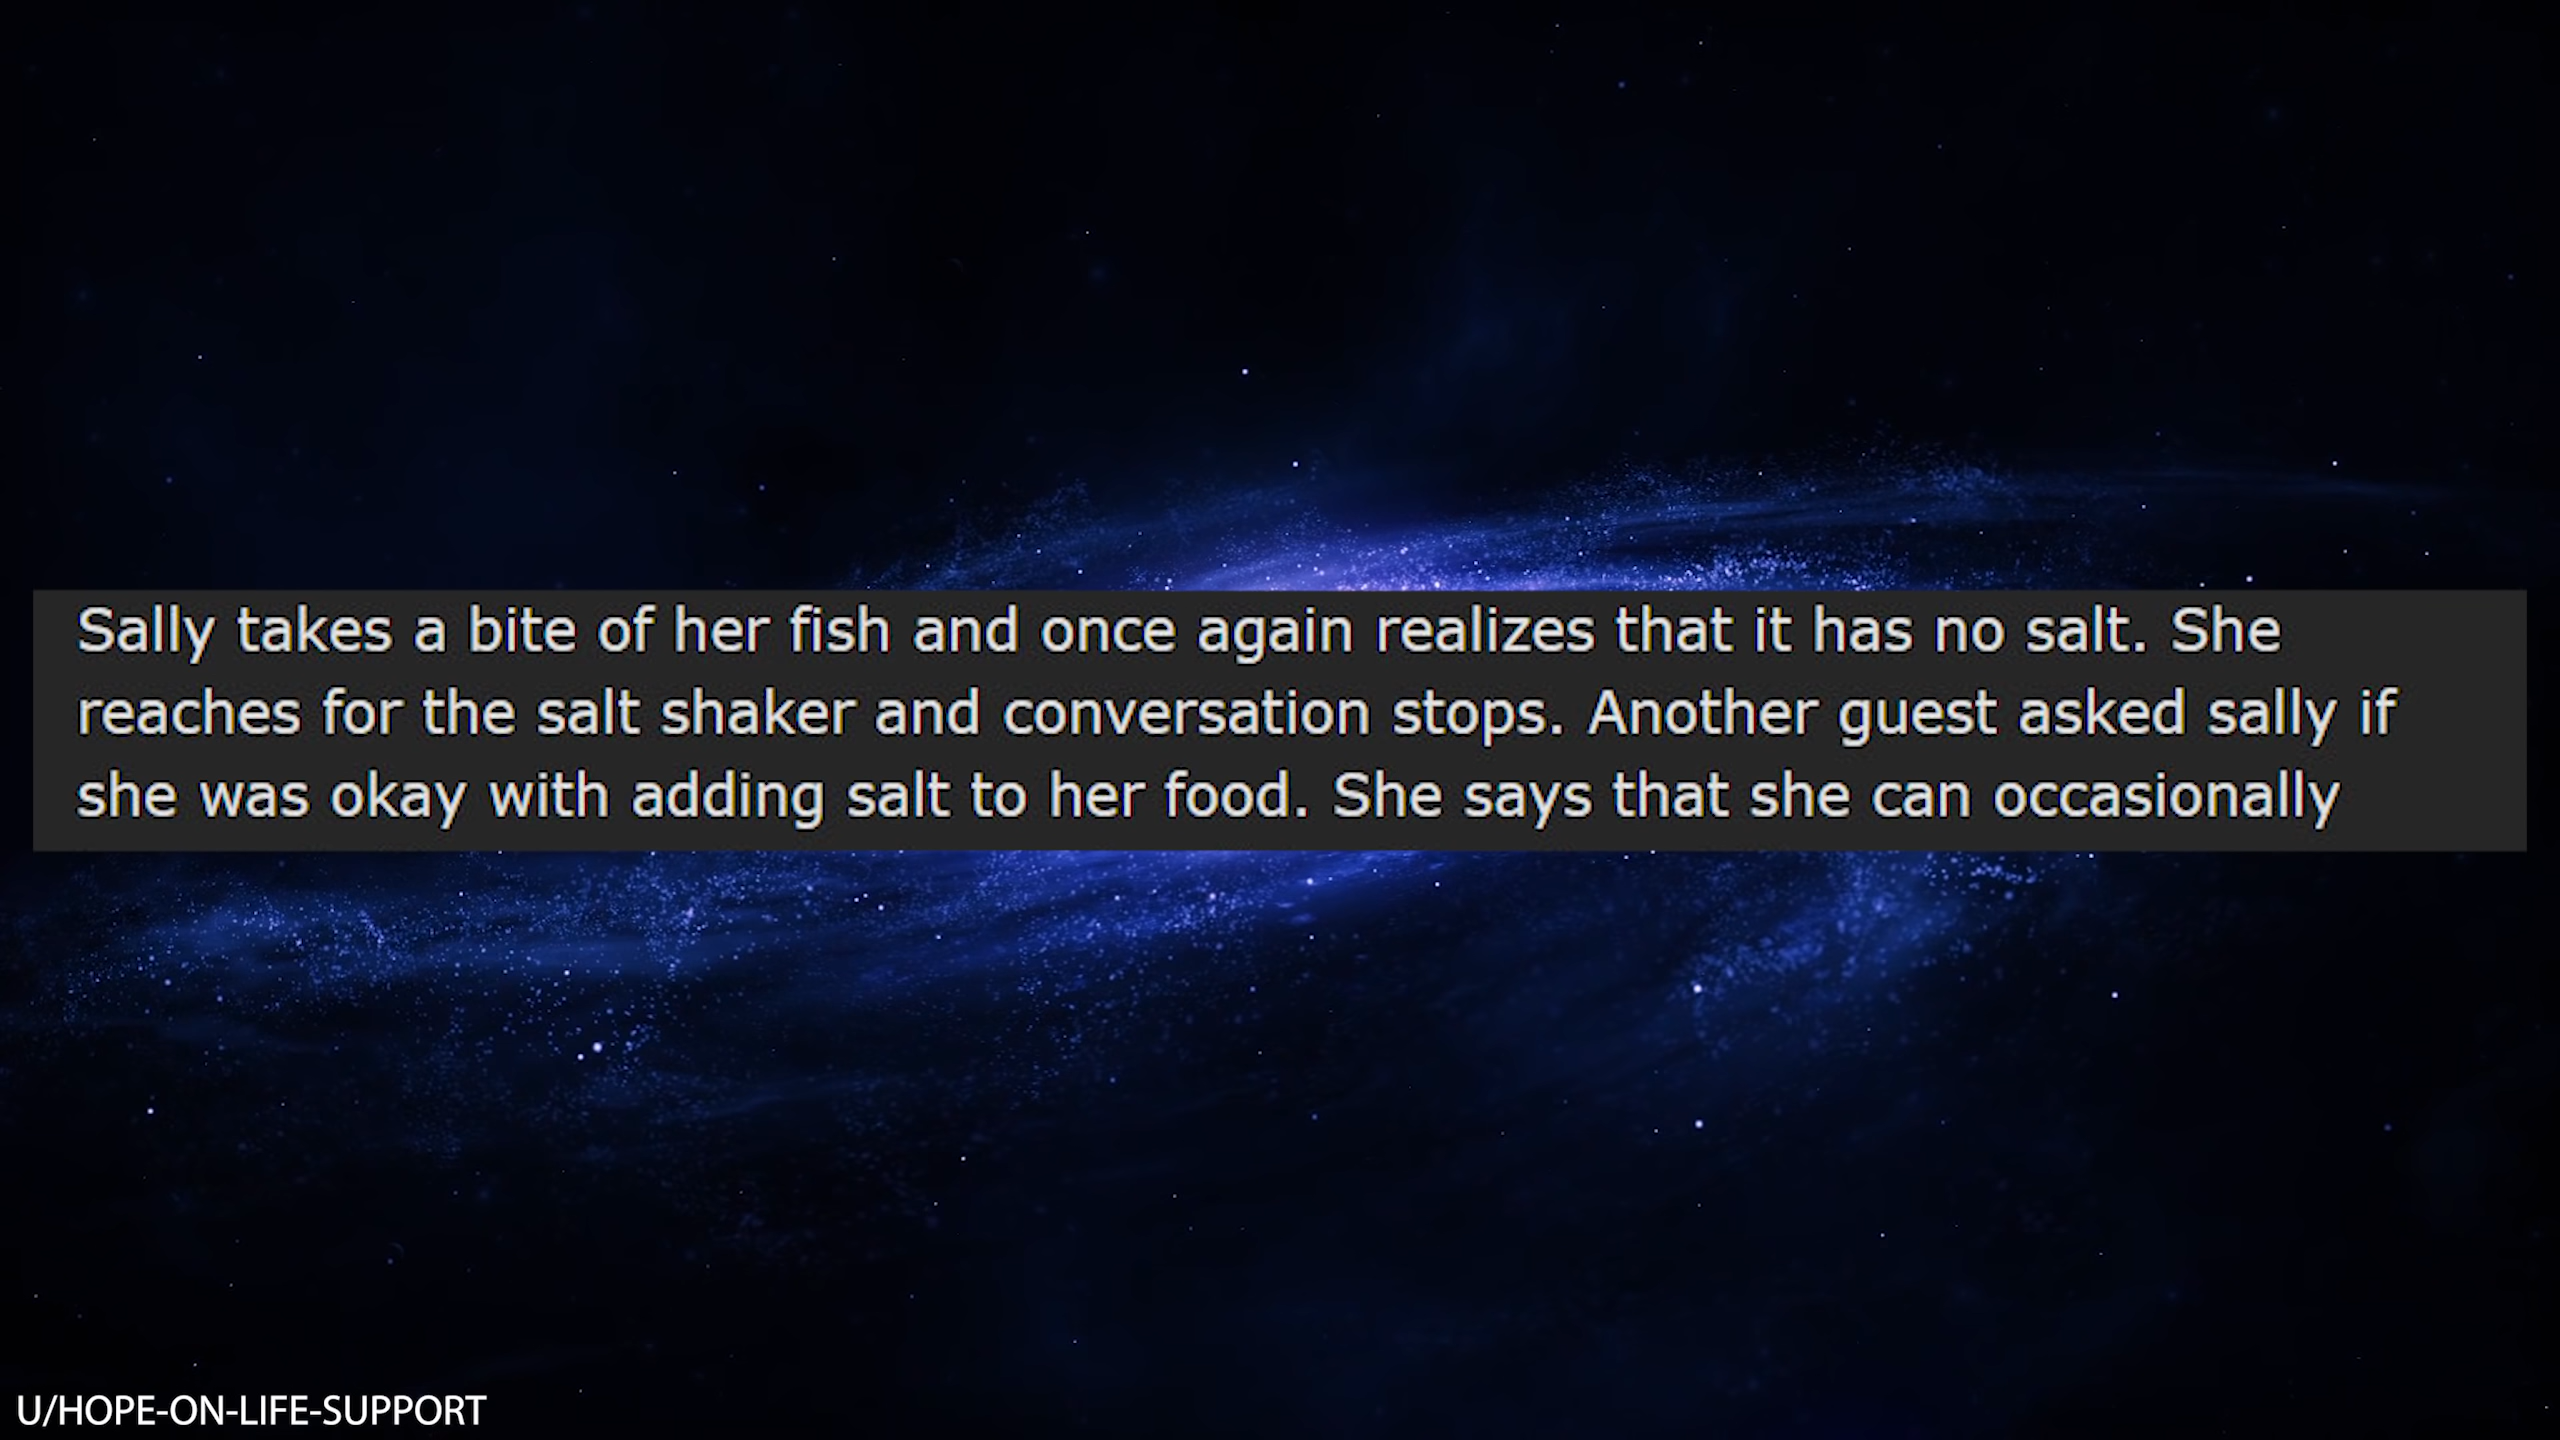 Sally takes a bite of her fish and once again realizes that it has no salt. She
reaches for the salt shaker and conversation stops. Another guest asked sally if
she was okay with adding salt to her food. She says that she can occasionally
U/HOPE-ON-LIFE-SUPPORT